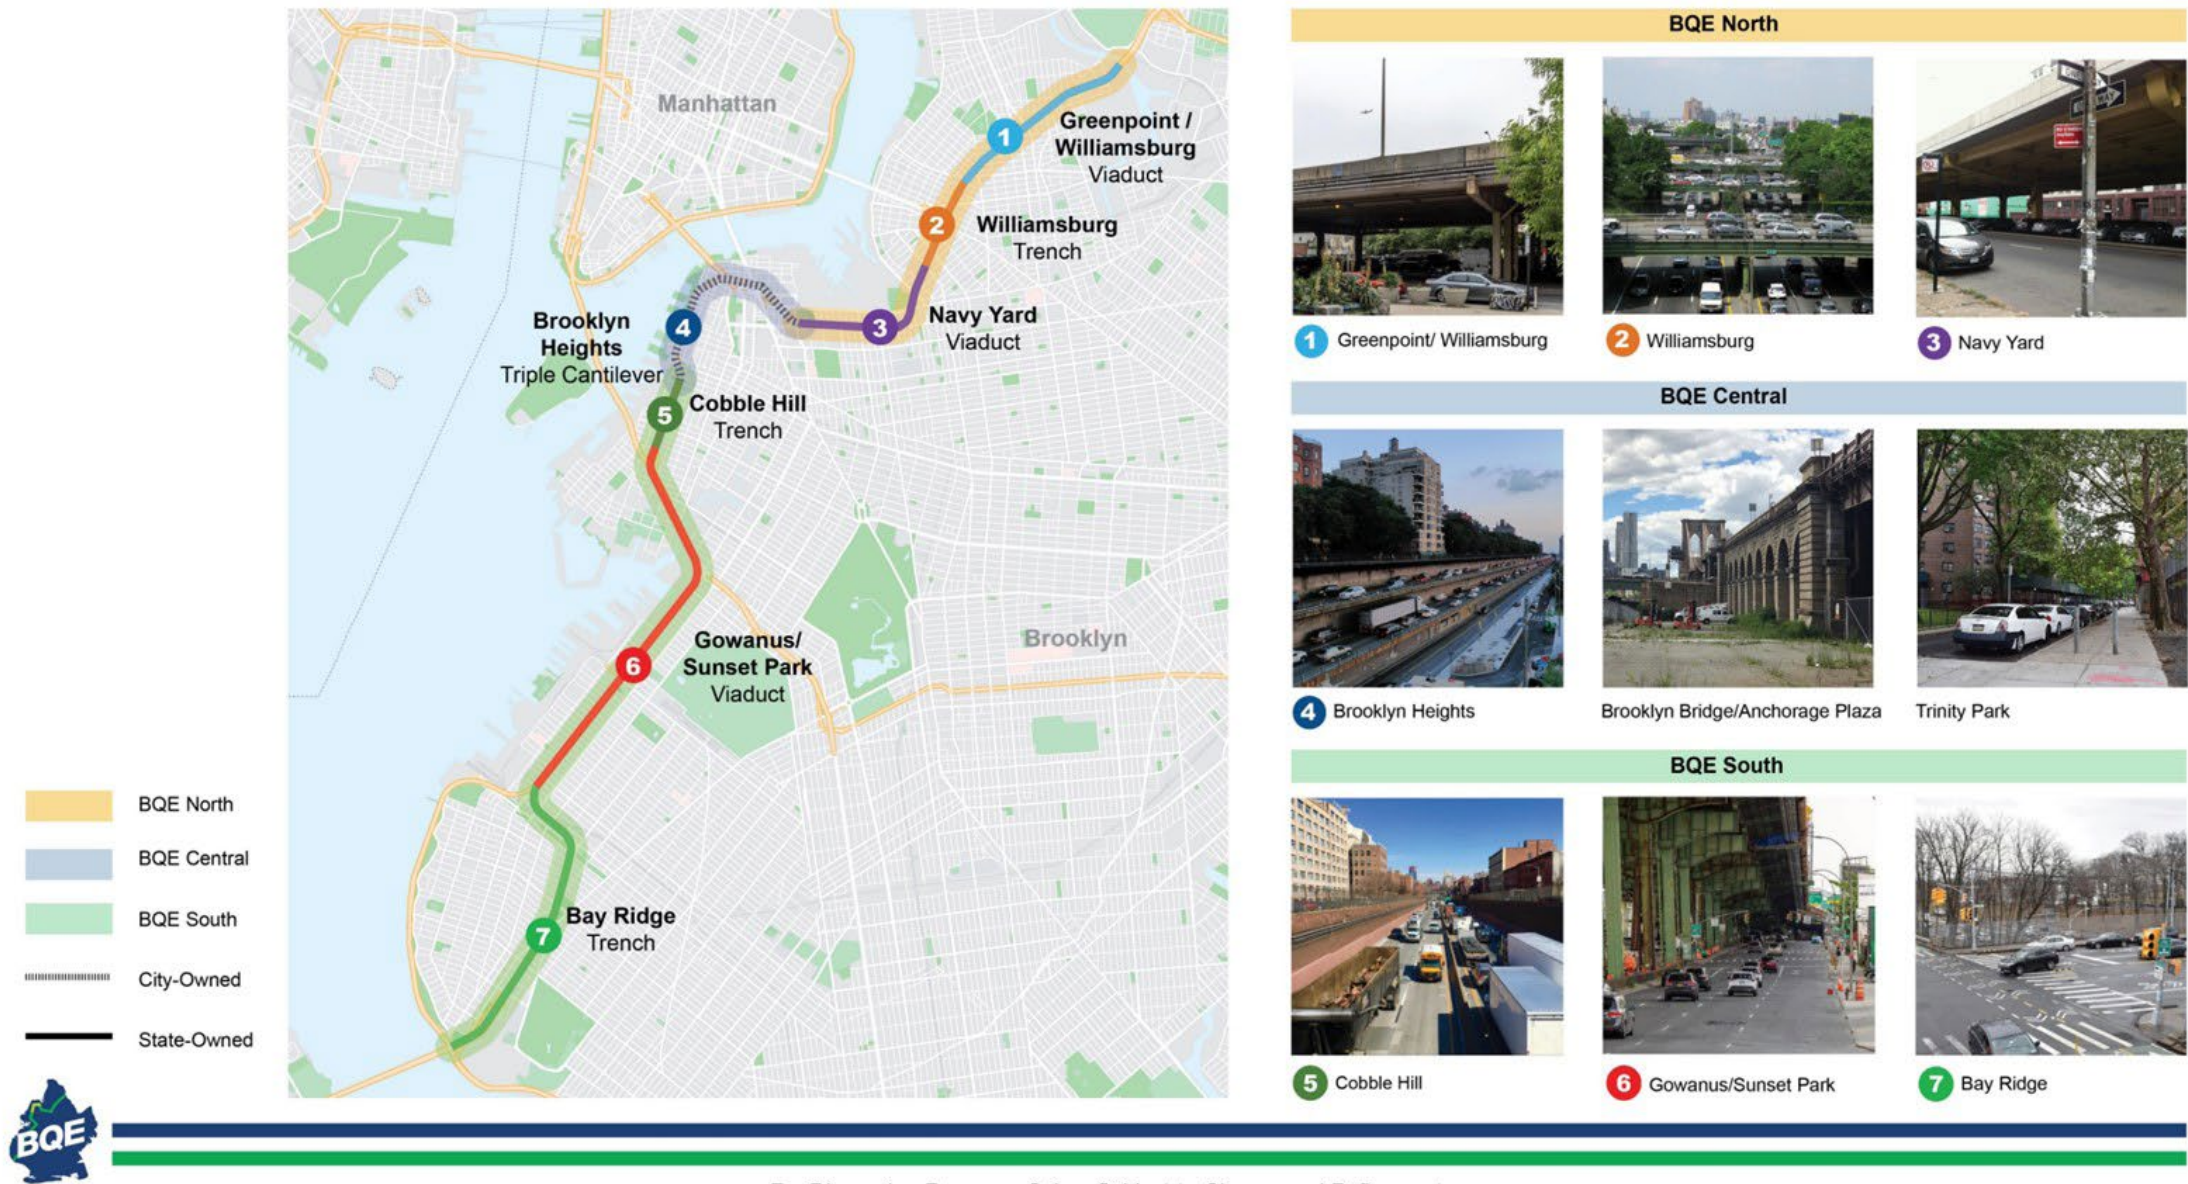 Manhattan
1
Greenpoint /
Williamsburg
Viaduct
2
Williamsburg
Trench
Brooklyn
Heights
Triple Cantilever
4
3
Navy Yard
Viaduct
5
Cobble Hill
Trench
6
Gowanus/
Sunset Park
Viaduct
Brooklyn
7
Bay Ridge
Trench
BQE North
BQE Central
BQE South
City-Owned
State-Owned
BQE
BQE North
1 Greenpoint/ Williamsburg
2 Williamsburg
3 Navy Yard
BQE Central
4 Brooklyn Heights
Brooklyn Bridge/Anchorage Plaza
Trinity Park
BQE South
5 Cobble Hill
6 Gowanus/Sunset Park
7 Bay Ridge